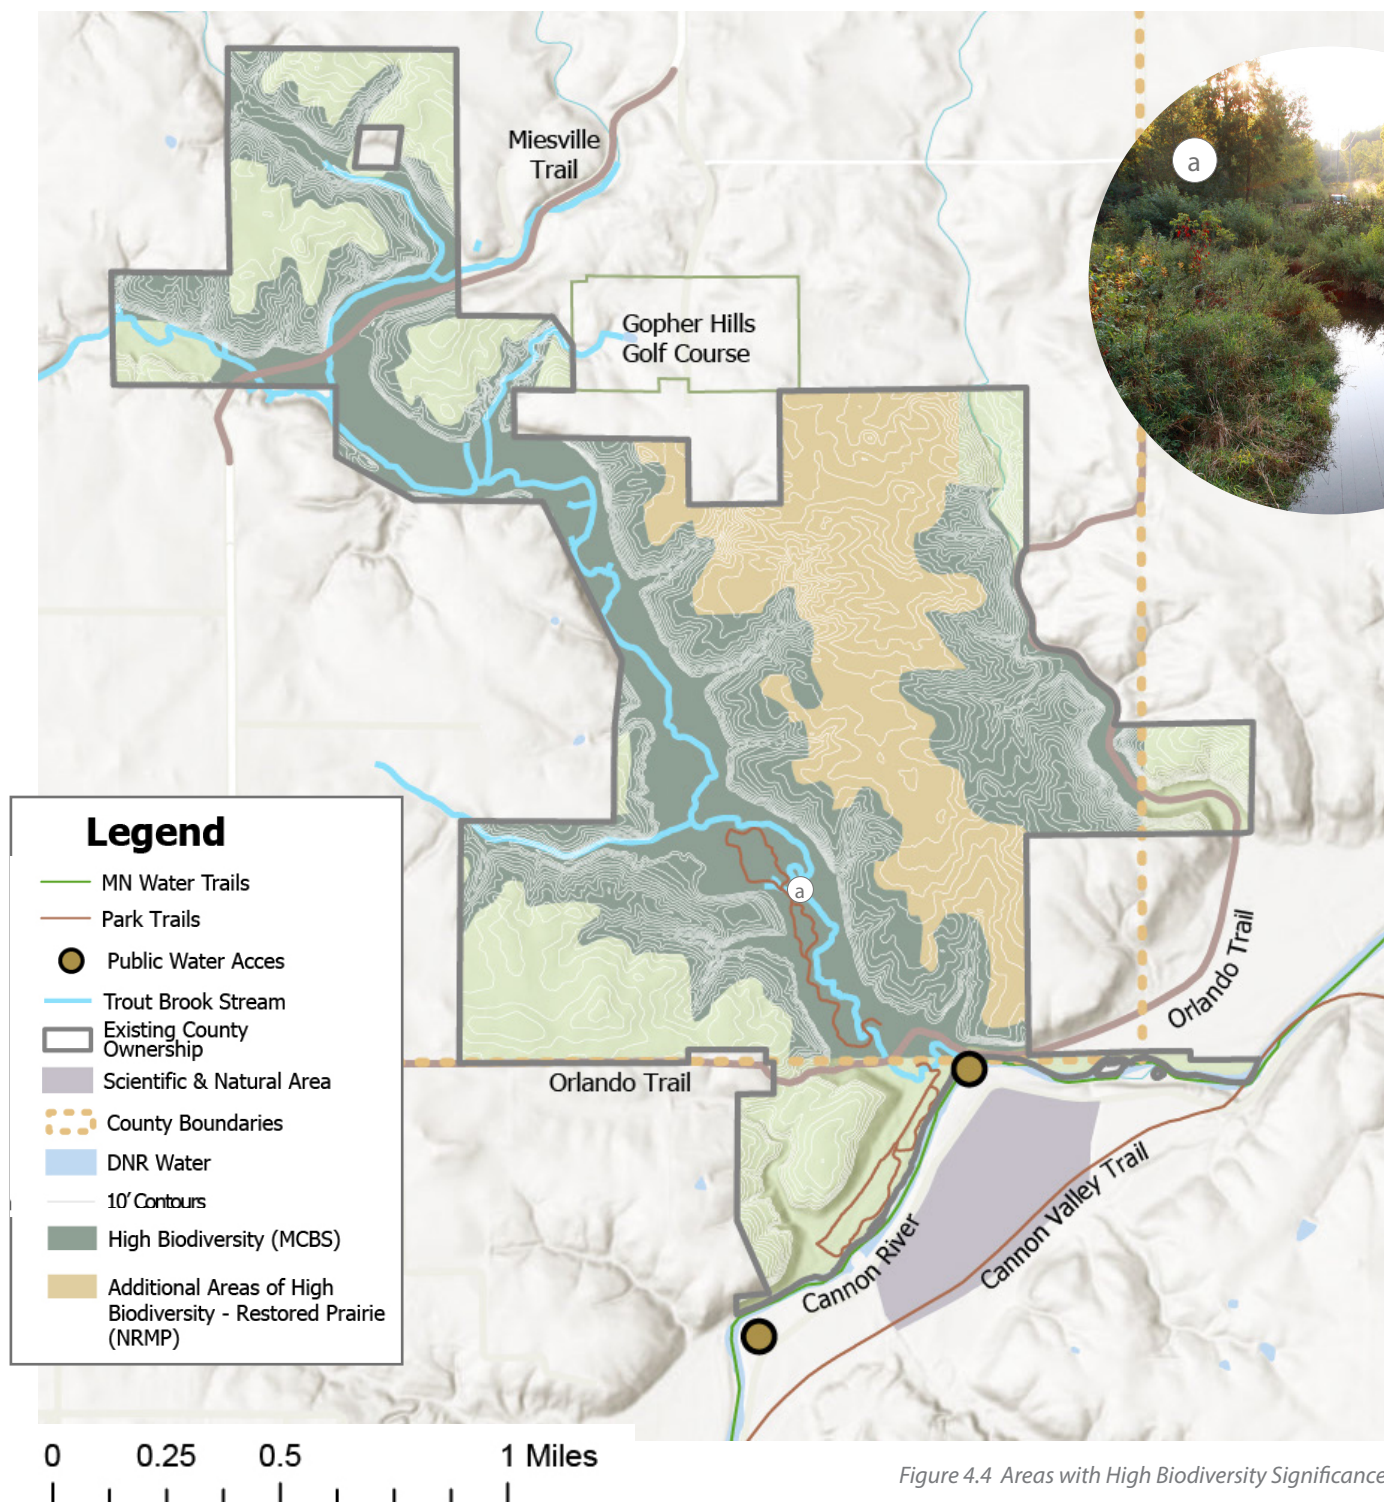 Miesville
Trail
a
Gopher Hills
Golf Course
Legend
MN Water Trails
Park Trails
Public Water Acces
Trout Brook Stream
Existing County
Ownership
Scientific & Natural Area
County Boundaries
DNR Water
10' Contours
High Biodiversity (MCBS)
Additional Areas of High
Biodiversity - Restored Prairie
(NRMP)
a
Orlando Trail
Orlando Trail
Cannon River
Cannon Valley Trail
0 0.25 0.5 1 Miles
Figure 4.4 Areas with High Biodiversity Significance